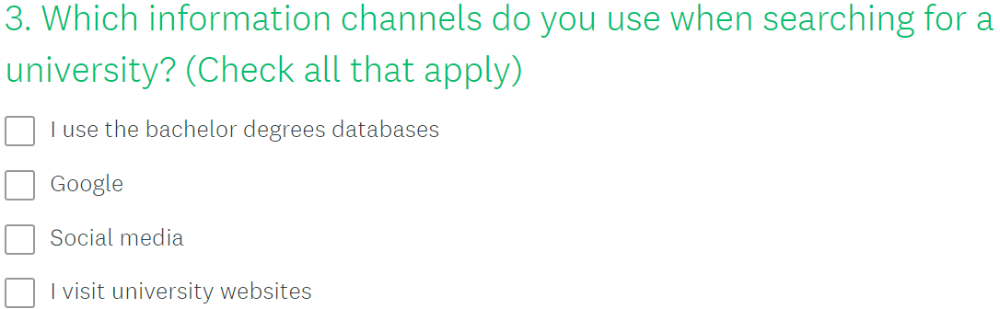 3. Which information channels do you use when searching for a
university? (Check all that apply)
I use the bachelor degrees databases
Google
Social media
I visit university websites